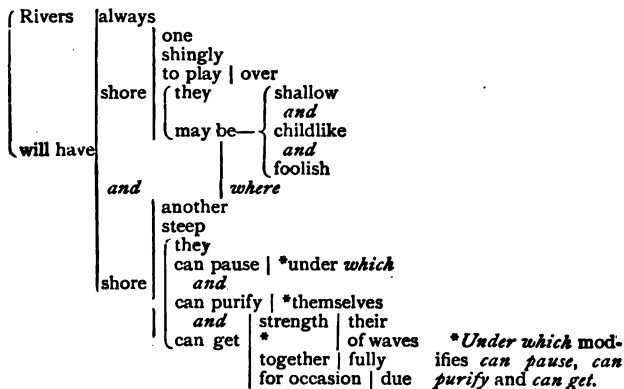 Rivers always
one
shingly
to play | over
shore they shallow
and
may be— childlike
will have and
foolish
and where
another
steep
they
can pause | *under which
shore and
can purify | *themselves
and strength their
can get * of waves *Under which mod-
together | fully ifies can pause, can
for occasion | due purify and can get.